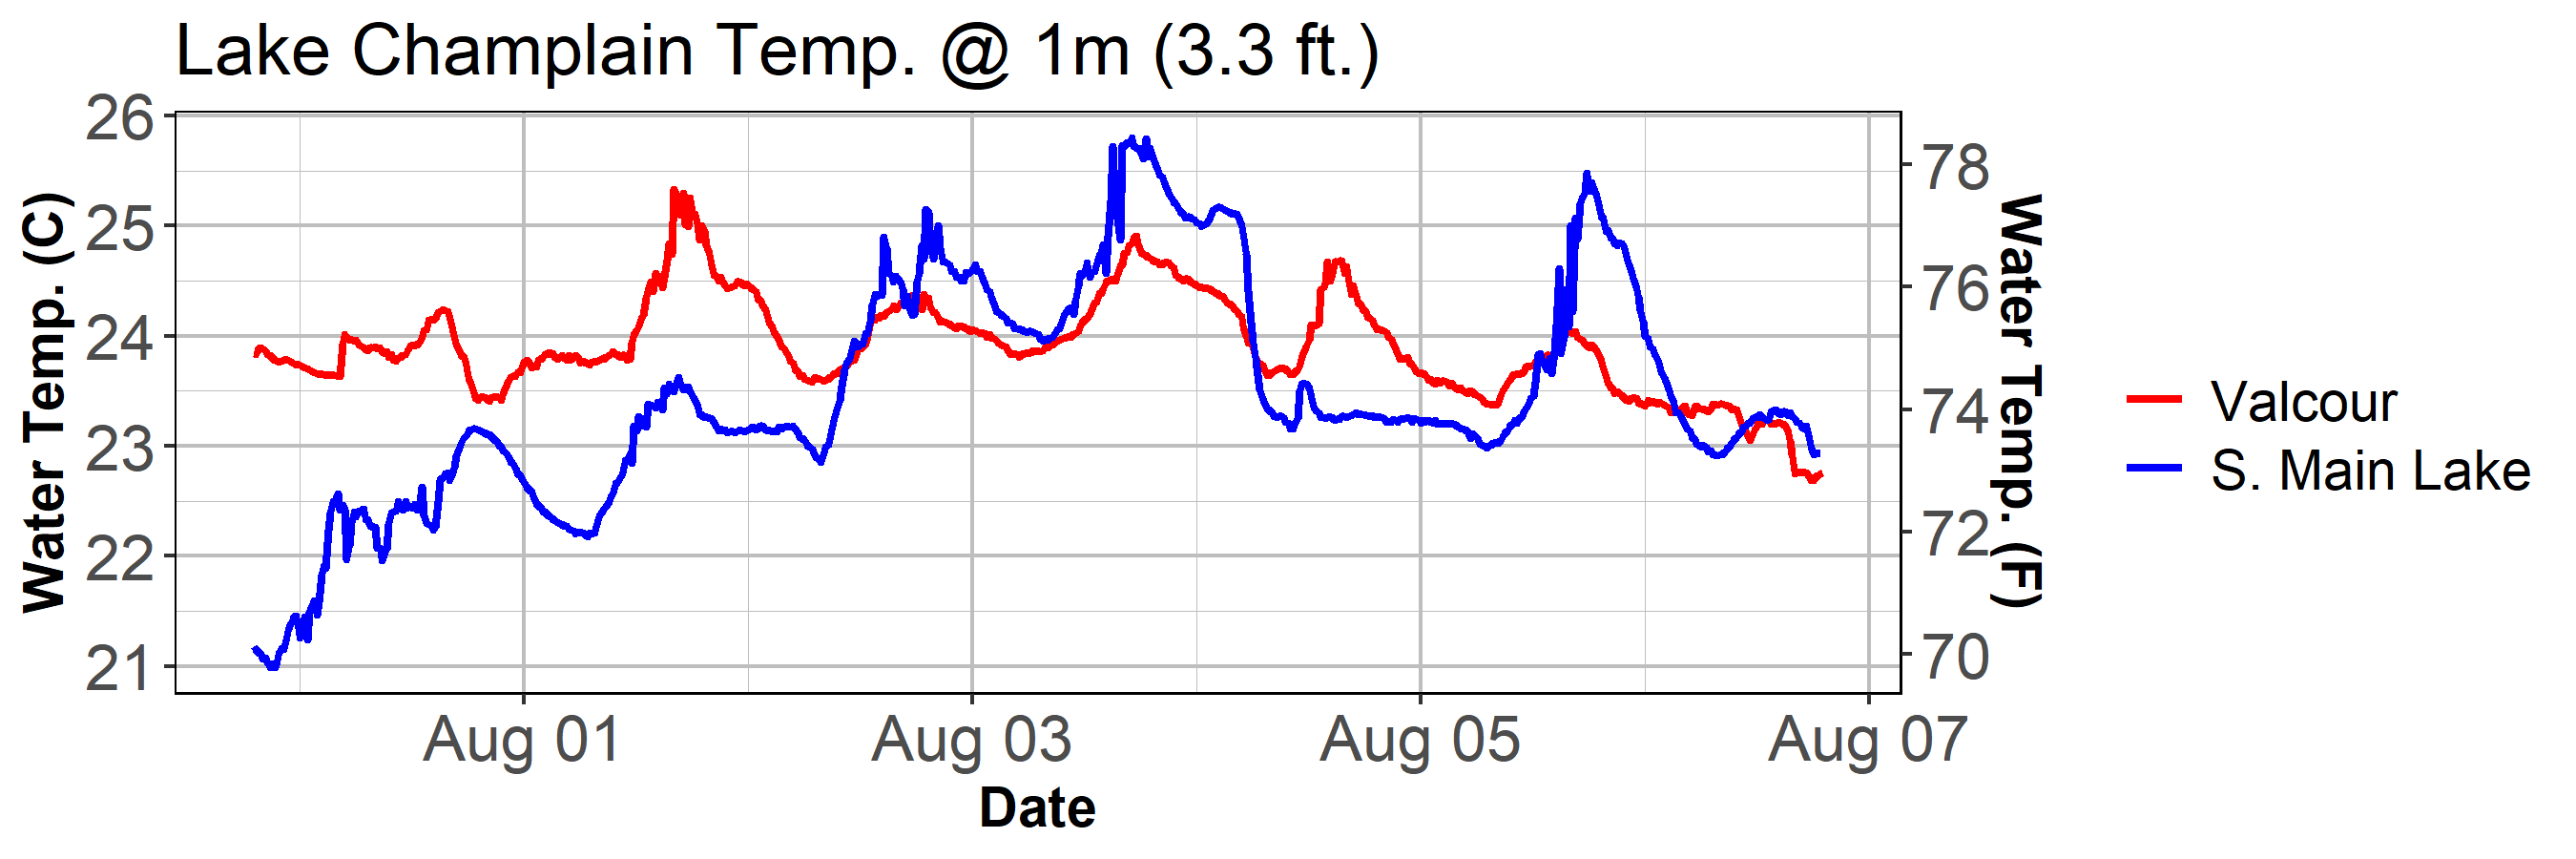 Lake Champlain Temp. @ 1m (3.3 ft.)
Water Temp. (C)
26
25
24
23
22
21
78
76
74
72
70
Water Temp. (F)
Aug 01
Aug 03
Aug 05
Aug 07
Date
Valcour
S. Main Lake